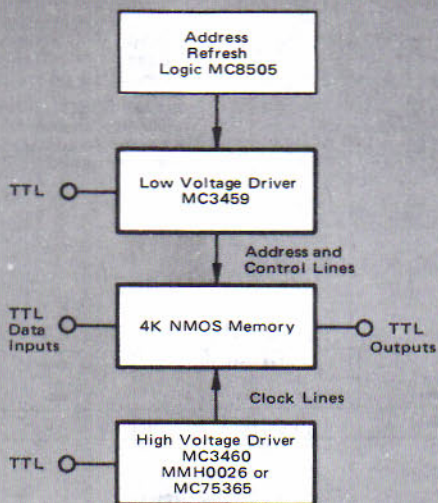 Address
Refresh
Logic MC8505
TTL
Low Voltage Driver
MC3459
Address and
Control Lines
TTL
Data
Inputs
4K NMOS Memory
TTL
Outputs
Clock Lines
TTL
High Voltage Driver
MC3460
MMH0026 or
MC75365